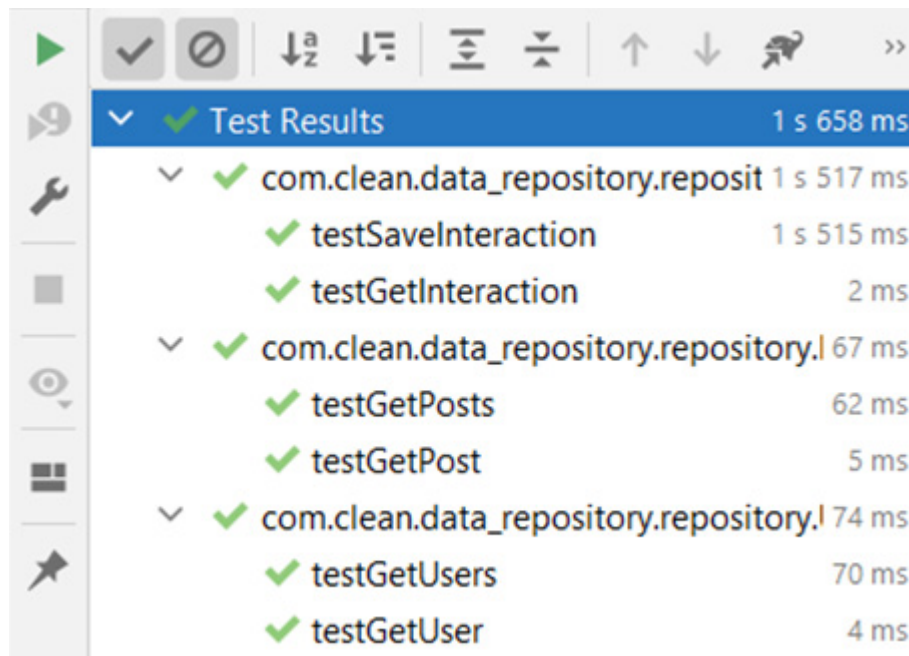 Test Results 1 s 658 ms
com.clean.data_repository.reposit 1 s 517 ms
testSaveInteraction 1 s 515 ms
testGetInteraction 2 ms
com.clean.data_repository.repository. 67 ms
testGetPosts 62 ms
testGetPost 5 ms
com.clean.data_repository.repository. 74 ms
testGetUsers 70 ms
testGetUser 4 ms